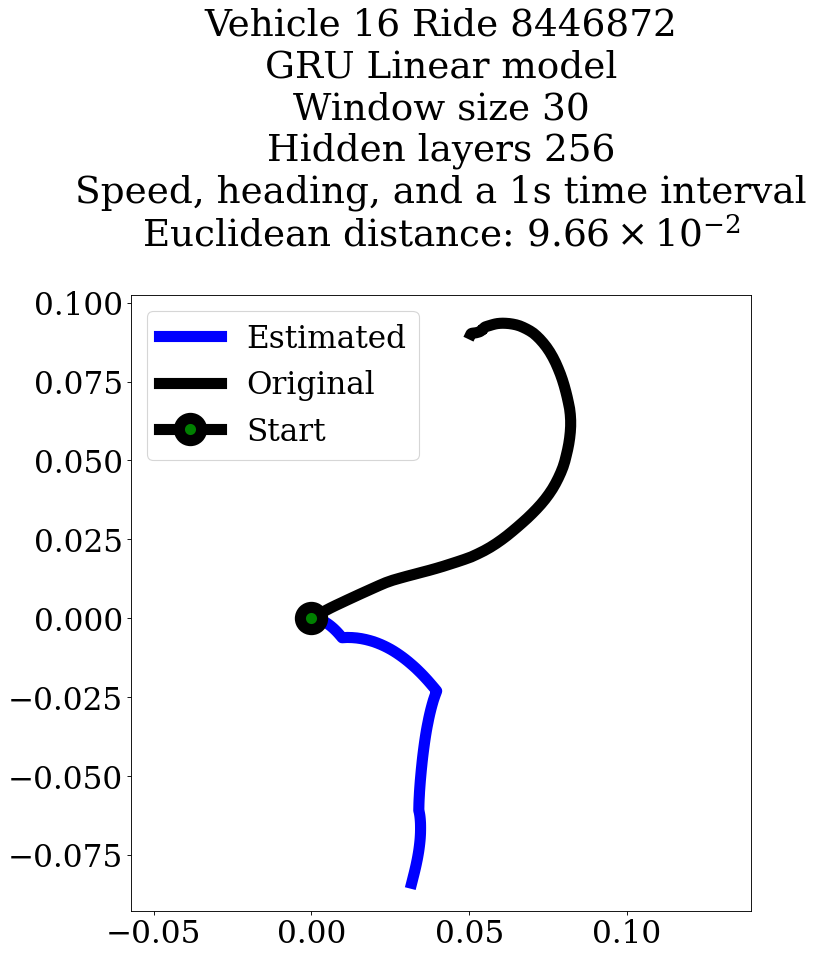 Vehicle 16 Ride 8446872
GRU Linear model
Window size 30
Hidden layers 256
Speed, heading, and a 1s time interval
Euclidean distance: 9.66 × 10⁻²
Estimated
Original
Start
0.100
0.075
0.050
0.025
0.000
−0.025
−0.050
−0.075
−0.05 0.00 0.05 0.10